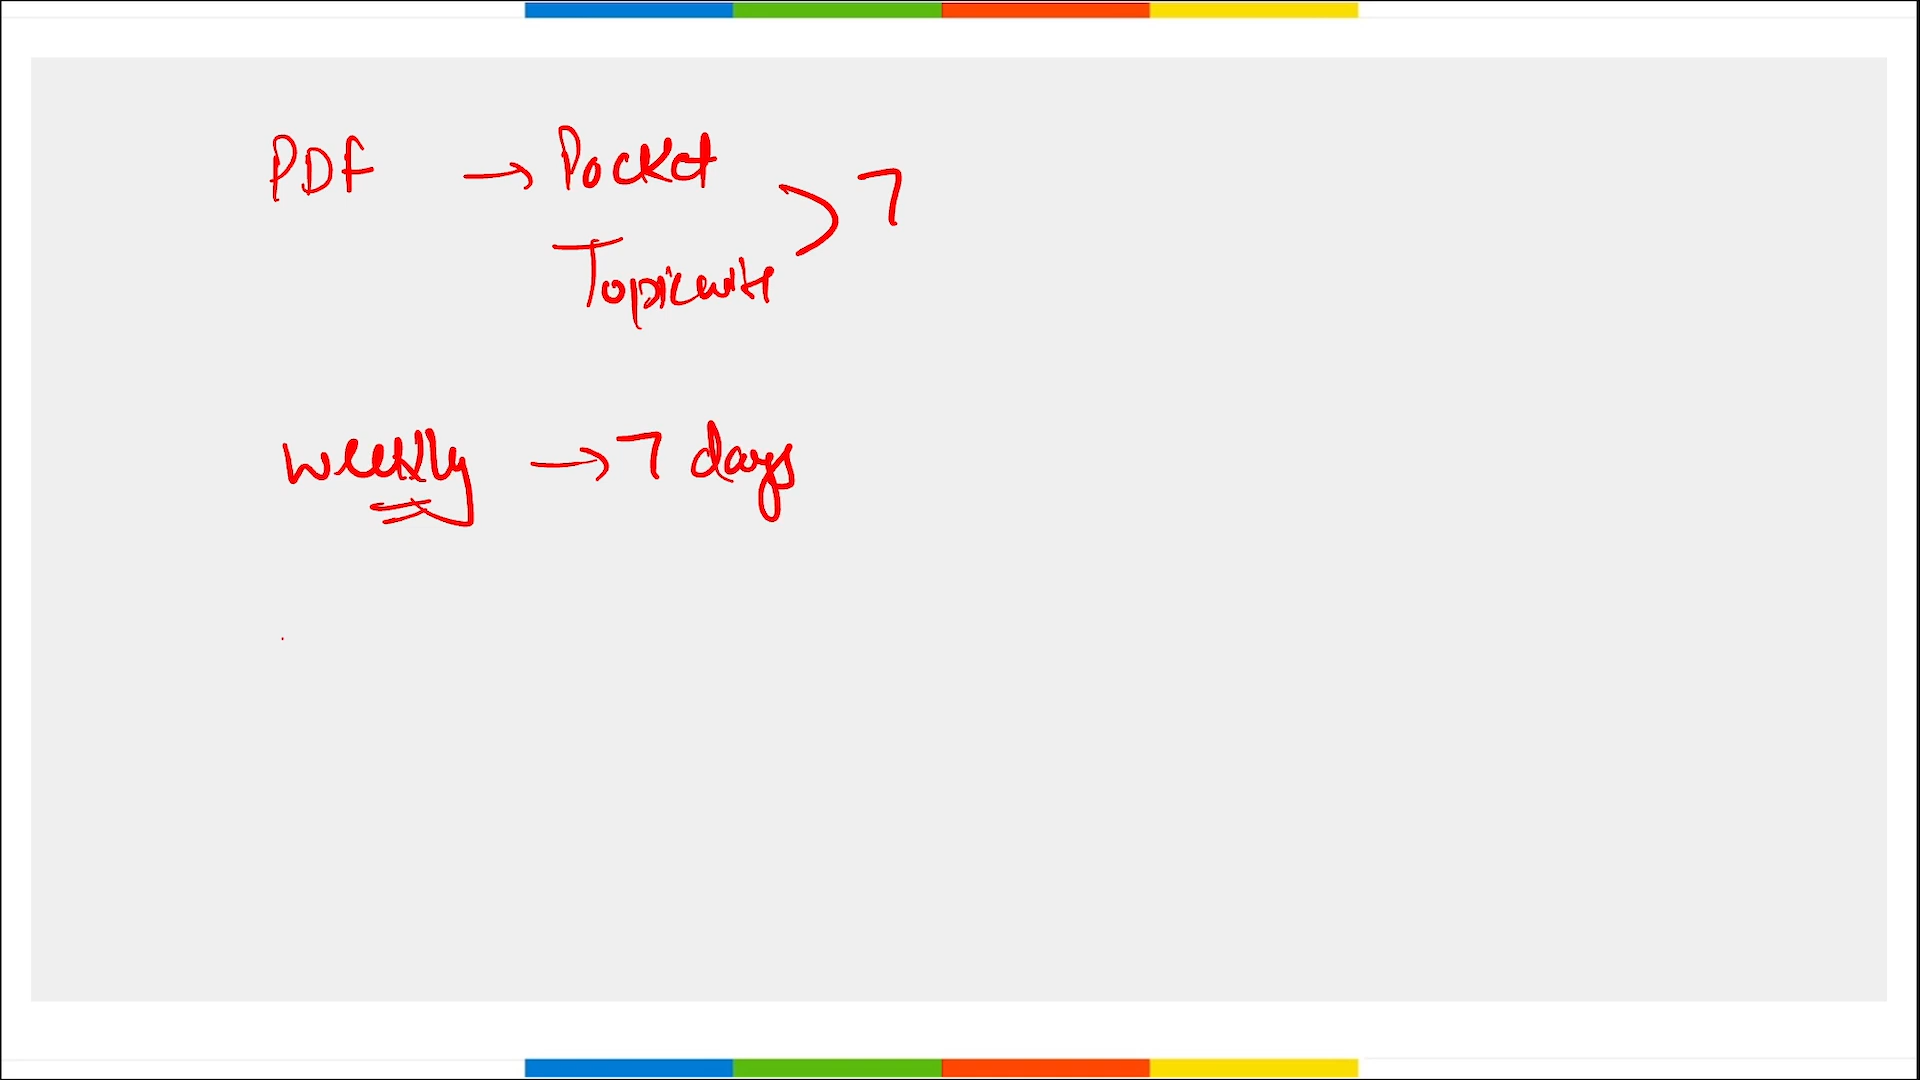 PDF → Pocket
Topicwise 7
weekly → 7 days